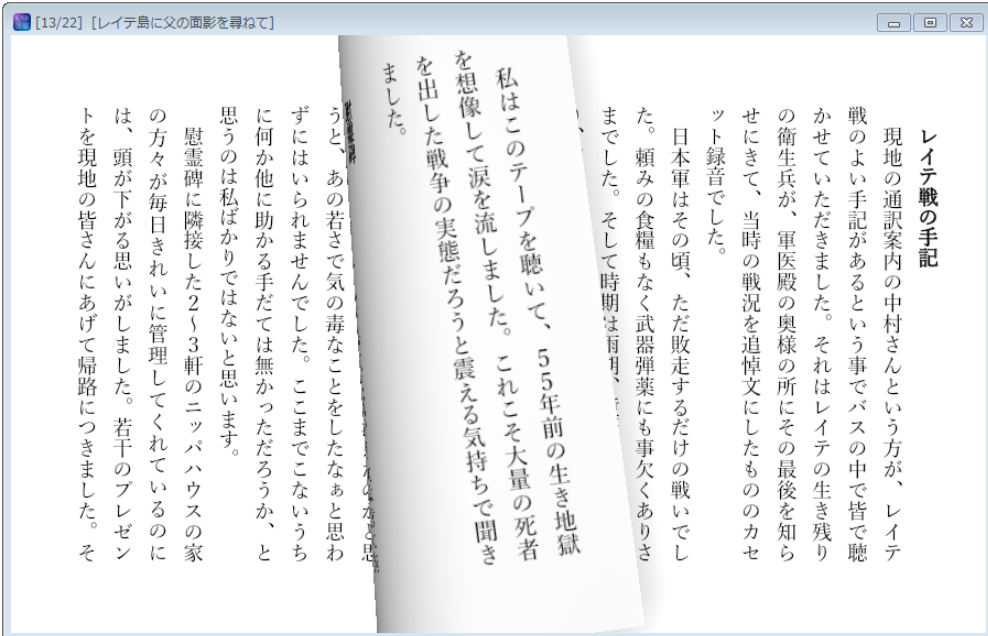 [13/22] [レイテ島に父の面影を尋ねて]
レイテ戦の手記
現地の通訳案内の中村さんという方が、レイテ
戦のよい手記があるという事でバスの中で皆で聴
かせていただきました。それはレイテの生き残り
の衛生兵が、軍医殿の奥様の所にその最後を知ら
せにきて、当時の戦況を追悼文にしたもののカセ
ット録音でした。
日本軍はその頃、ただ敗走するだけの戦いでし
た。頼みの食糧もなく武器弾薬にも事欠くありさ
までした。そして時期は雨期、
私はこのテープを聴いて、55年前の生き地獄
を想像して涙を流しました。これこそ大量の死者
を出した戦争の実態だろうと震える気持ちで聞き
ました。
うと、あの若さで気の毒なことをしたなぁと思わ
ずにはいられませんでした。ここまでこないうち
に何か他に助かる手だては無かっただろうか、と
思うのは私ばかりではないと思います。
慰霊碑に隣接した2〜3軒のニッパハウスの家
の方々が毎日きれいに管理してくれているのに
は、頭が下がる思いがしました。若干のプレゼン
トを現地の皆さんにあげて帰路につきました。そ